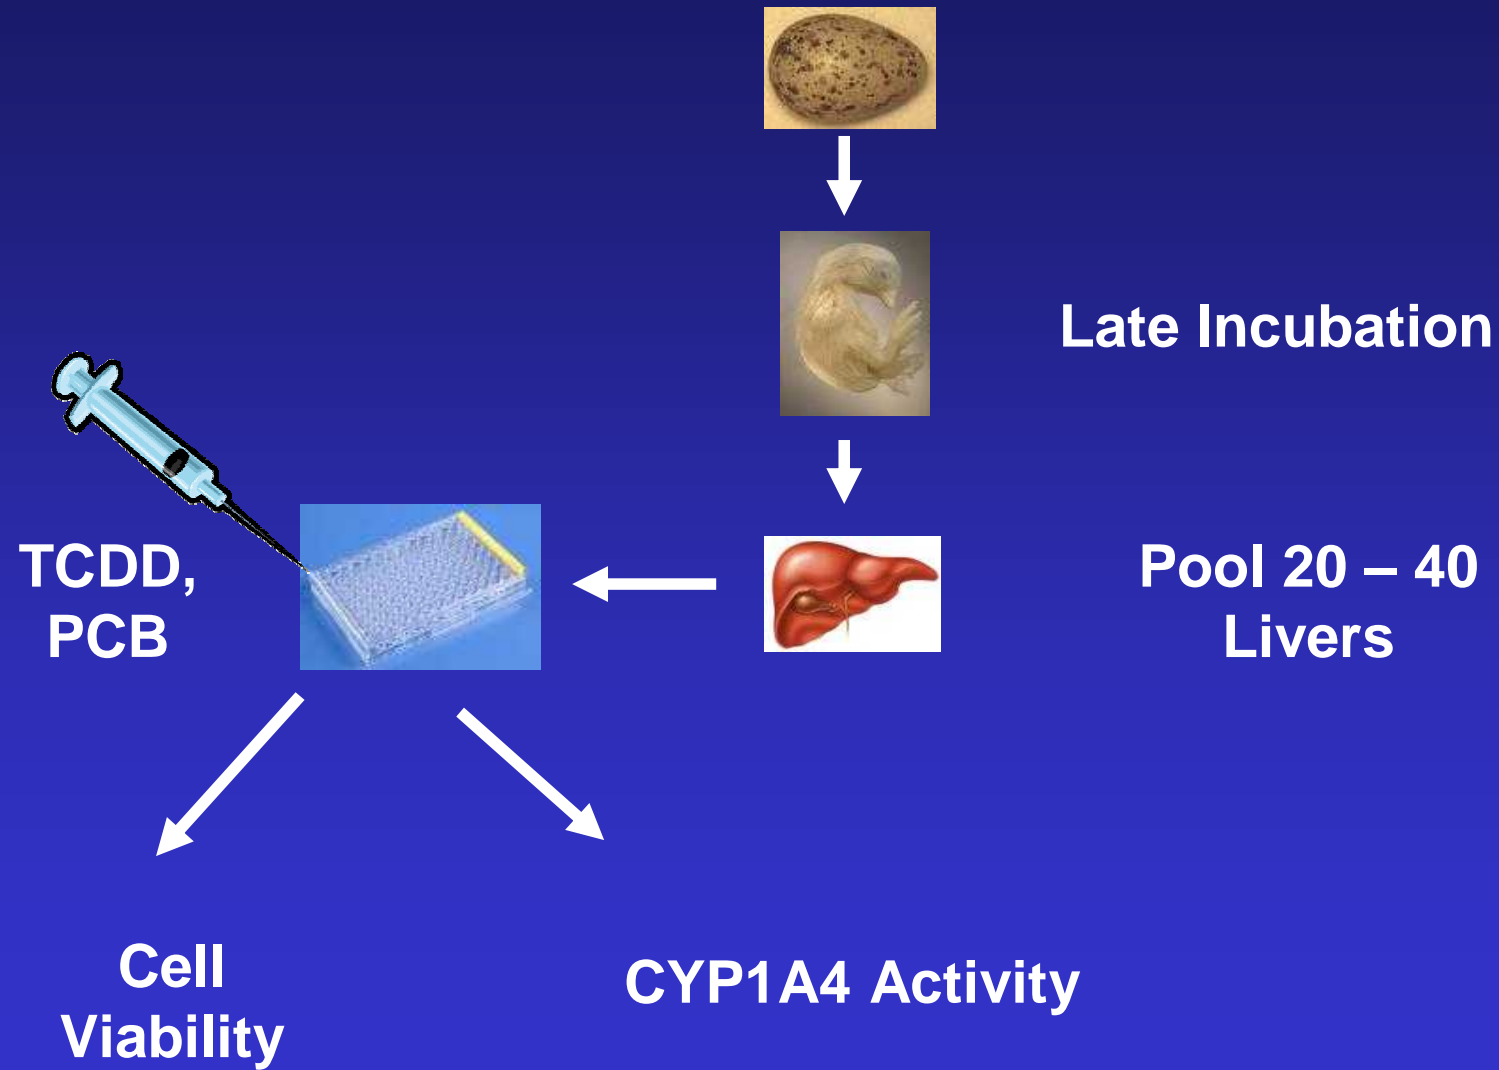 Late Incubation
TCDD,
PCB
Pool 20 – 40
Livers
Cell
Viability
CYP1A4 Activity